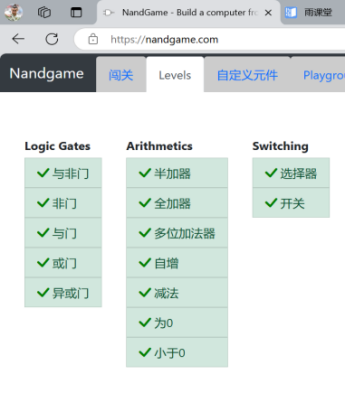 NandGame - Build a computer fr
雨课堂
https://nandgame.com
Nandgame
闯关
Levels
自定义元件
Playgrou
Logic Gates
与非门
非门
与门
或门
异或门
Arithmetics
半加器
全加器
多位加法器
自增
减法
为0
小于0
Switching
选择器
开关